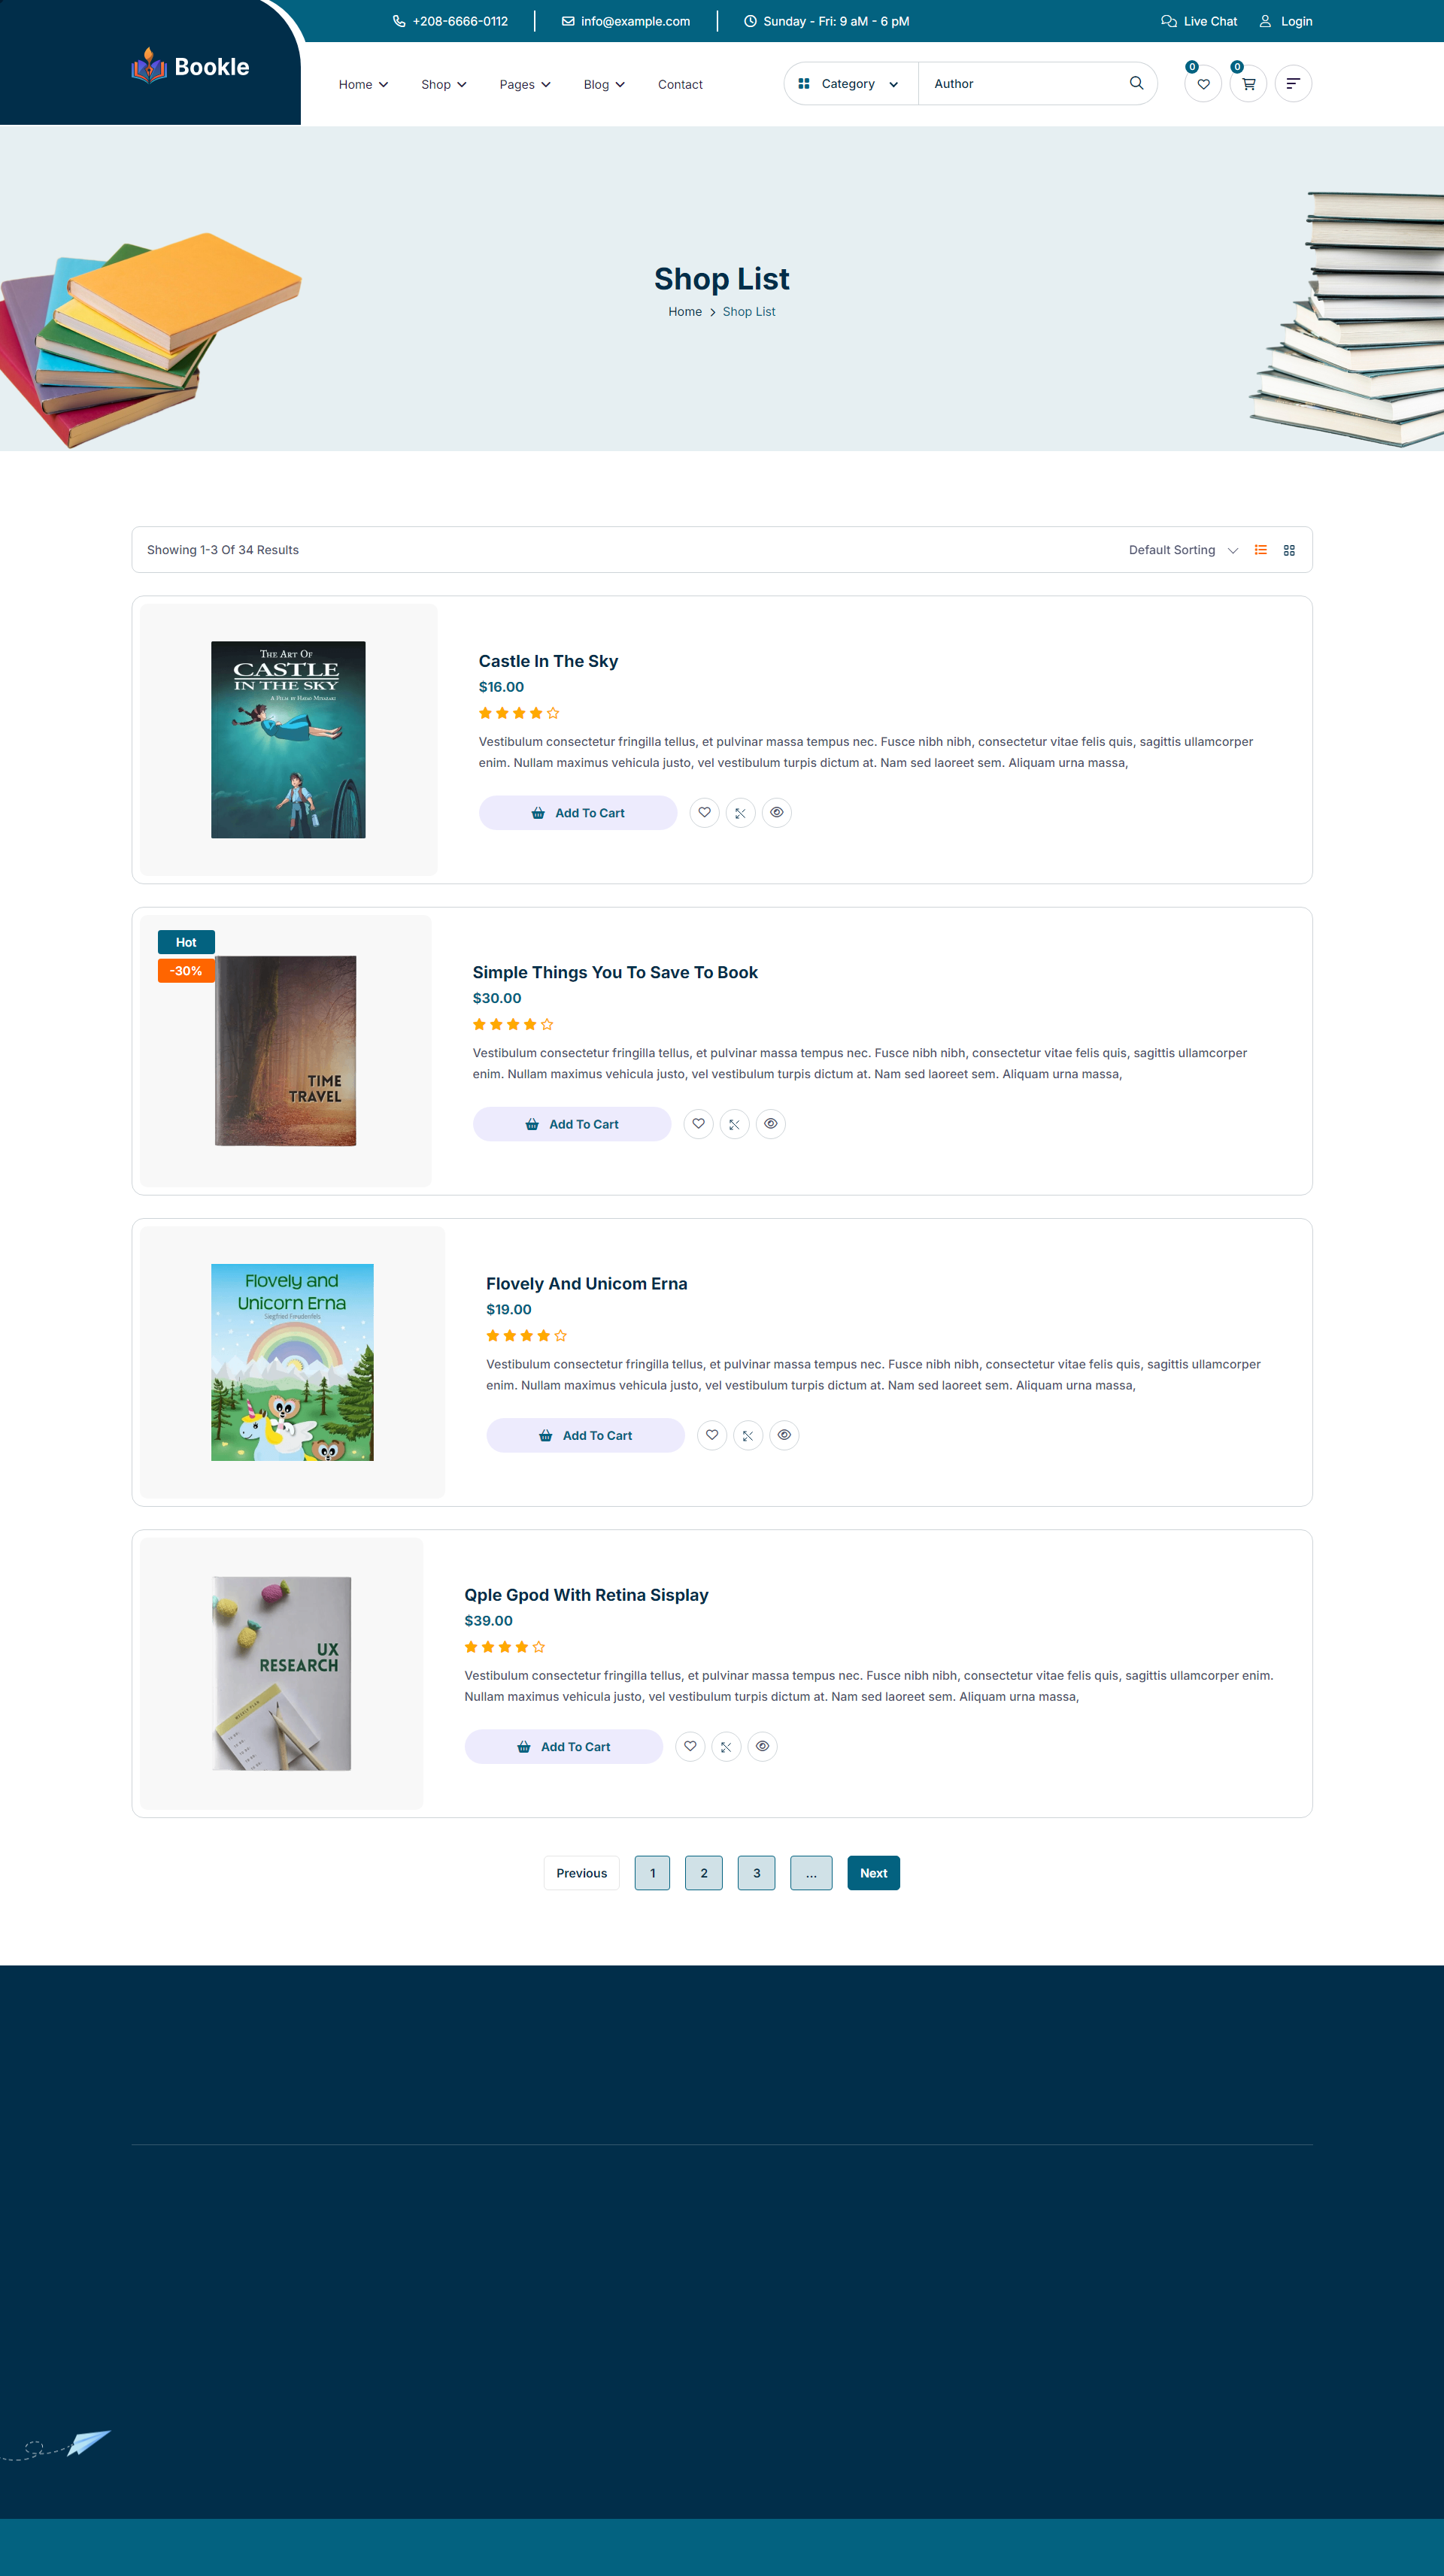 +208-6666-0112
info@example.com
Sunday - Fri: 9 aM - 6 pM
Live Chat
Login
Bookle
Home
Shop
Pages
Blog
Contact
Category
Author
0
0
Shop List
Home
Shop List
Showing 1-3 Of 34 Results
Default Sorting
THE ART OF
CASTLE
IN THE SKY
A FILM BY HAYAO MIYAZAKI
Castle In The Sky
$16.00
Vestibulum consectetur fringilla tellus, et pulvinar massa tempus nec. Fusce nibh nibh, consectetur vitae felis quis, sagittis ullamcorper
enim. Nullam maximus vehicula justo, vel vestibulum turpis dictum at. Nam sed laoreet sem. Aliquam urna massa,
Add To Cart
Hot
-30%
TIME
TRAVEL
Simple Things You To Save To Book
$30.00
Vestibulum consectetur fringilla tellus, et pulvinar massa tempus nec. Fusce nibh nibh, consectetur vitae felis quis, sagittis ullamcorper
enim. Nullam maximus vehicula justo, vel vestibulum turpis dictum at. Nam sed laoreet sem. Aliquam urna massa,
Add To Cart
Flovely and
Unicorn Erna
Siegfried Freudenfels
Flovely And Unicom Erna
$19.00
Vestibulum consectetur fringilla tellus, et pulvinar massa tempus nec. Fusce nibh nibh, consectetur vitae felis quis, sagittis ullamcorper
enim. Nullam maximus vehicula justo, vel vestibulum turpis dictum at. Nam sed laoreet sem. Aliquam urna massa,
Add To Cart
UX
RESEARCH
WEEKLY PLAN
Qple Gpod With Retina Sisplay
$39.00
Vestibulum consectetur fringilla tellus, et pulvinar massa tempus nec. Fusce nibh nibh, consectetur vitae felis quis, sagittis ullamcorper enim.
Nullam maximus vehicula justo, vel vestibulum turpis dictum at. Nam sed laoreet sem. Aliquam urna massa,
Add To Cart
Previous
1
2
3
...
Next